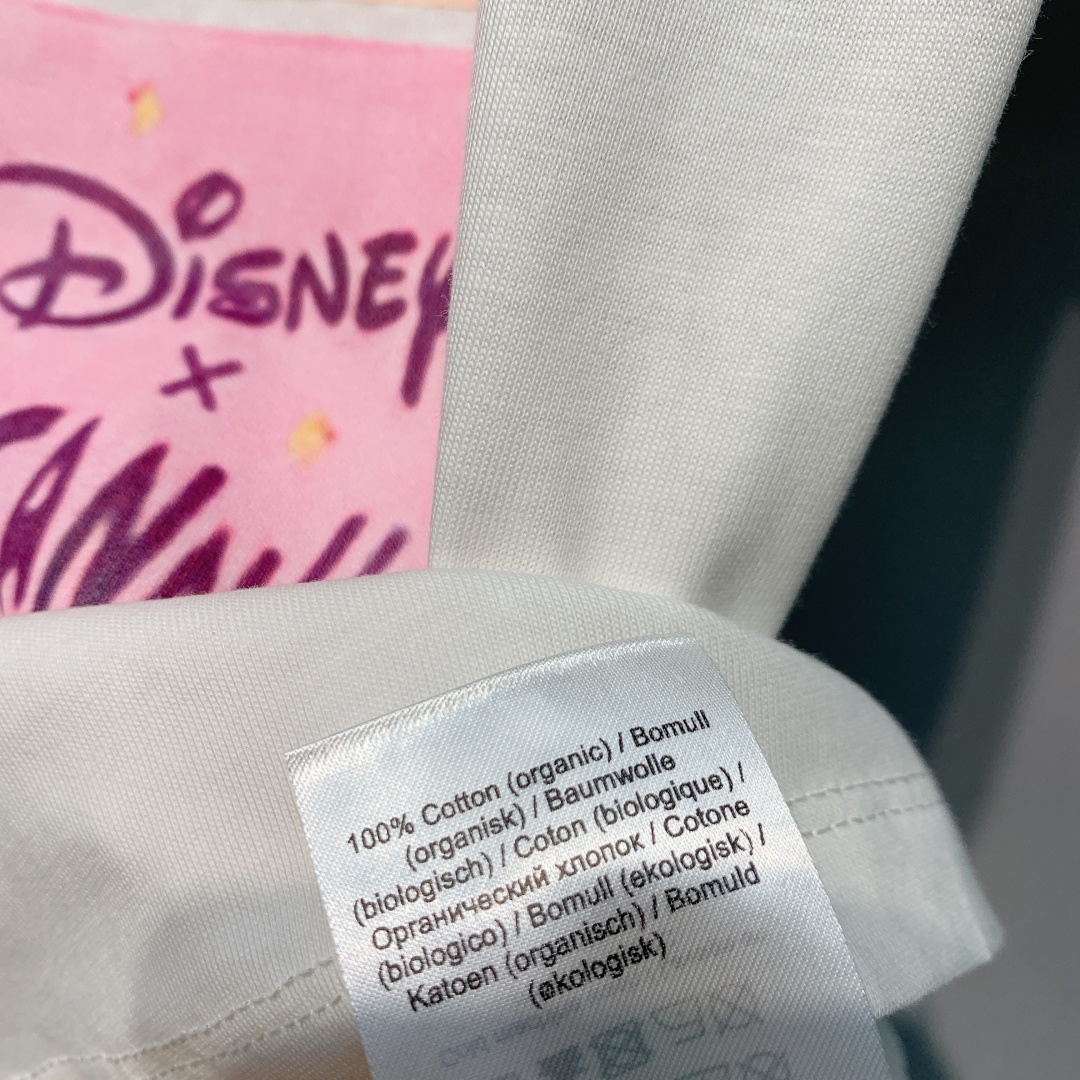 DISNEY
x
100% Cotton (organic) / Bomull
(organisk) / Baumwolle
(biologisch) / Coton (biologique) /
Органический хлопок / Cotone
(biologico) / Bomull (økologisk) /
Katoen (organisch) / Bomuld
(økologisk)